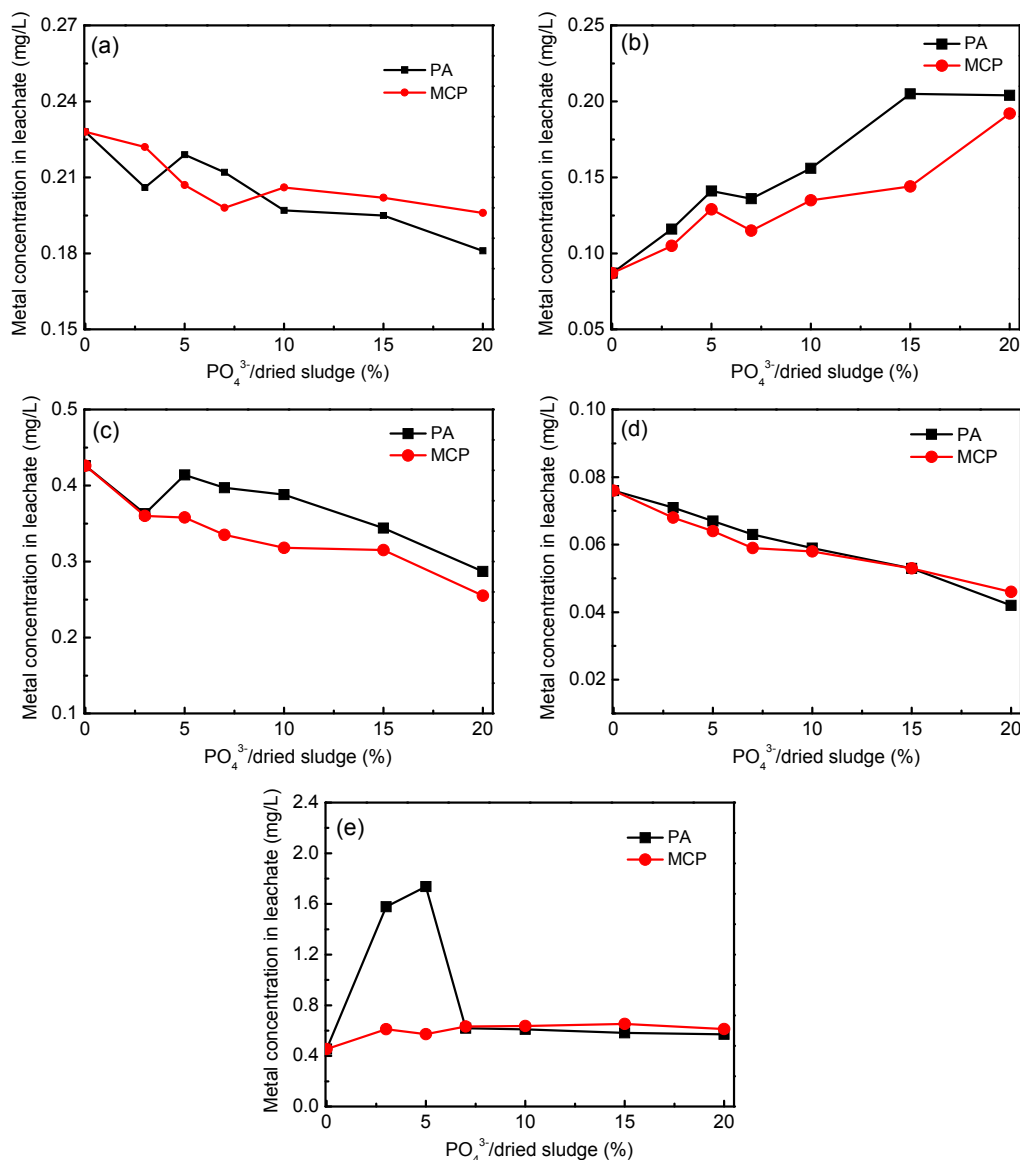 (a)
PA
MCP
Metal concentration in leachate (mg/L)
0.27
0.24
0.21
0.18
0.15
0 5 10 15 20
PO₄³⁻/dried sludge (%)
(b)
PA
MCP
Metal concentration in leachate (mg/L)
0.25
0.20
0.15
0.10
0.05
0 5 10 15 20
PO₄³⁻/dried sludge (%)
(c)
PA
MCP
Metal concentration in leachate (mg/L)
0.5
0.4
0.3
0.2
0.1
0 5 10 15 20
PO₄³⁻/dried sludge (%)
(d)
PA
MCP
Metal concentration in leachate (mg/L)
0.10
0.08
0.06
0.04
0.02
0 5 10 15 20
PO₄³⁻/dried sludge (%)
(e)
PA
MCP
Metal concentration in leachate (mg/L)
2.4
2.0
1.6
1.2
0.8
0.4
0.0
0 5 10 15 20
PO₄³⁻/dried sludge (%)